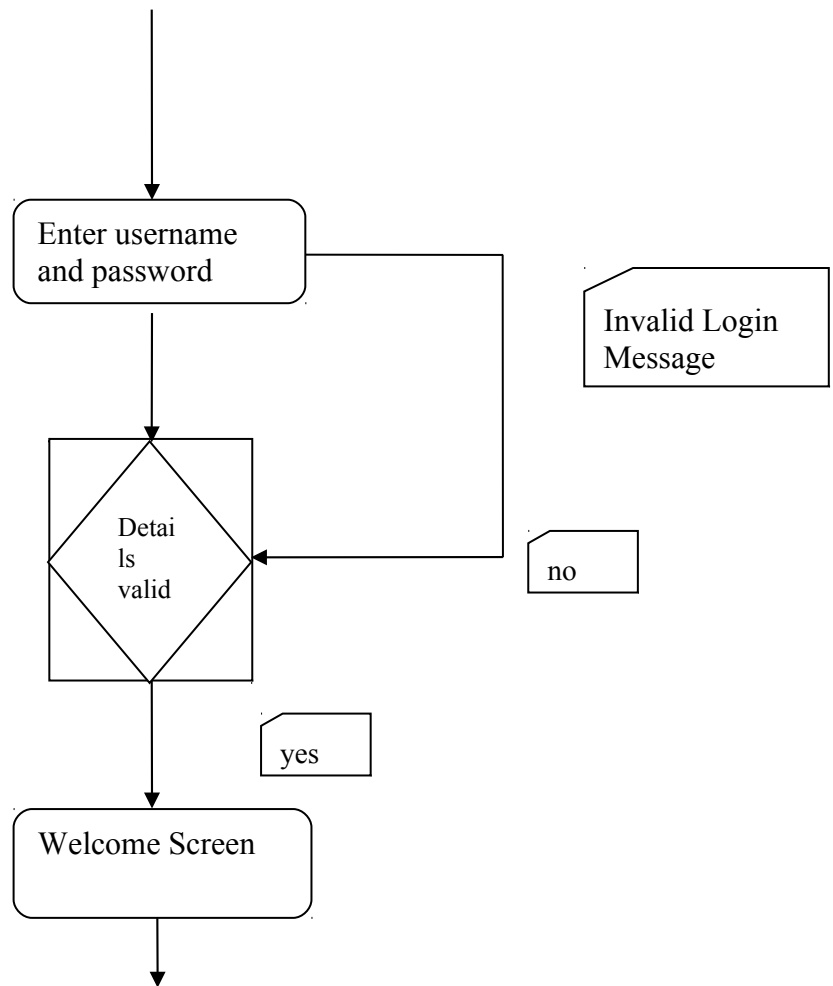 Enter username
and password
Invalid Login
Message
Detai
ls
valid
no
yes
Welcome Screen